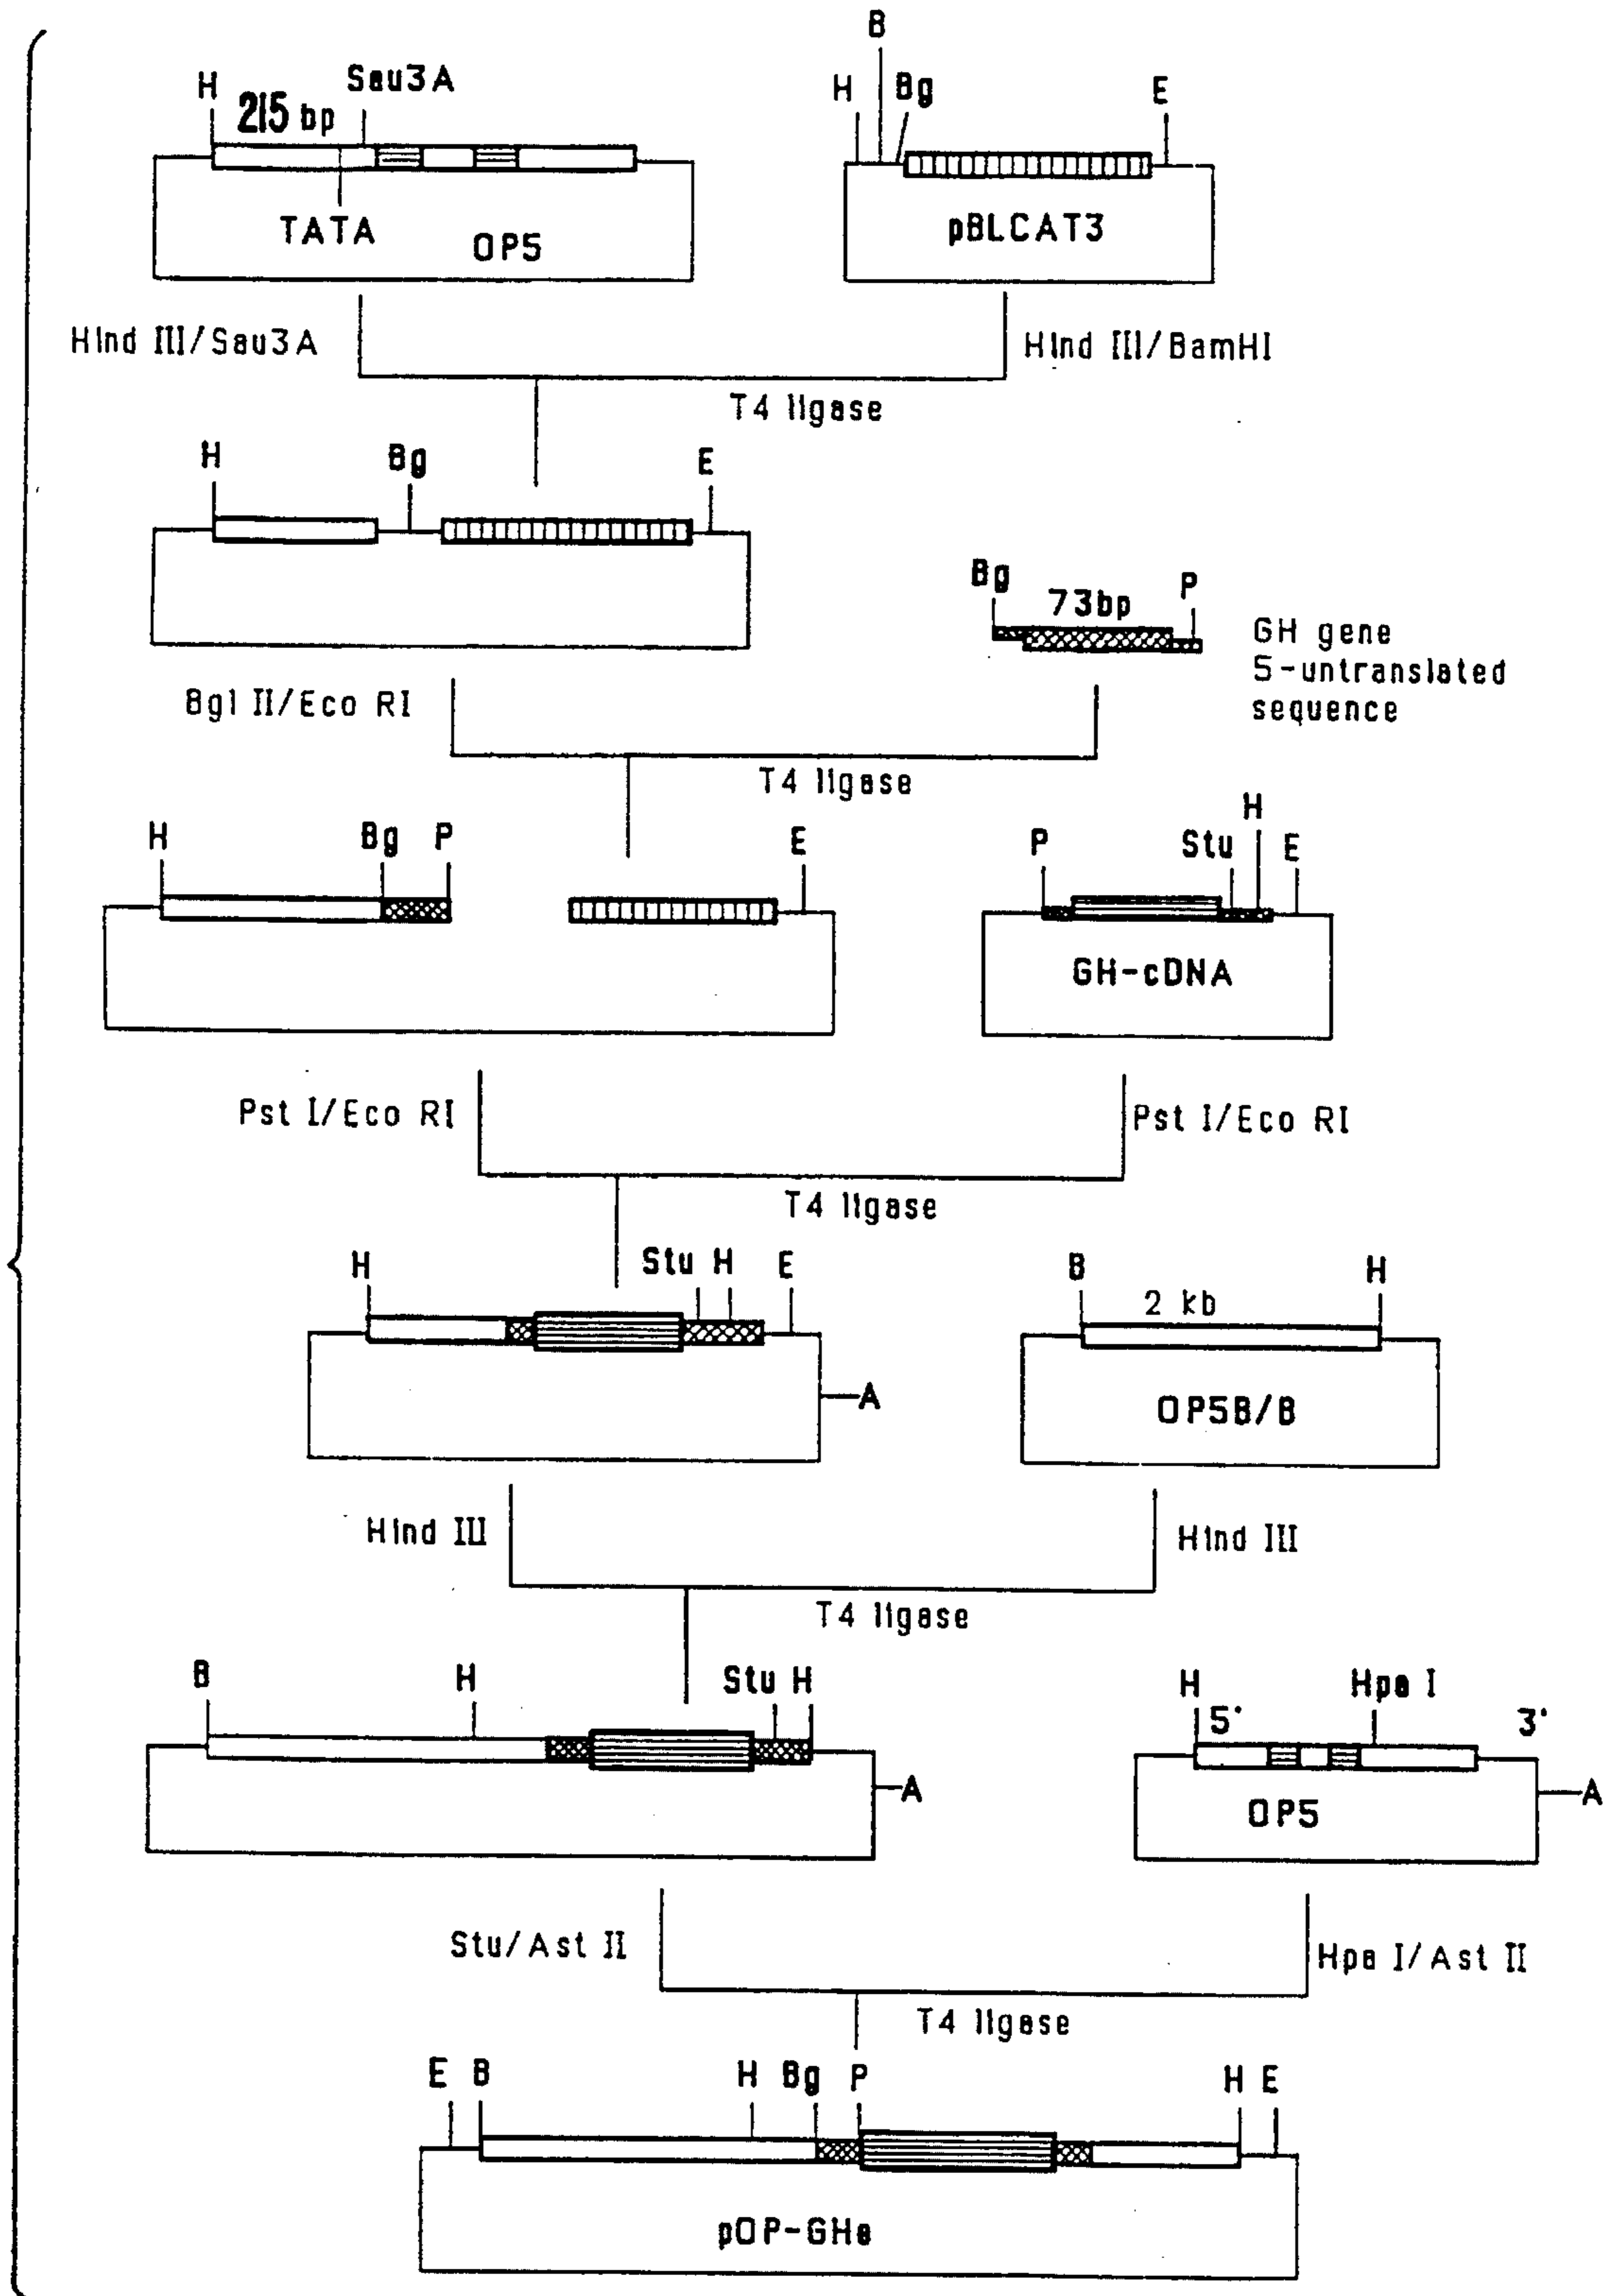 B
H Sau3A H Bg E
215 bp
TATA OP5 pBLCAT3
Hind III/Sau3A Hind III/BamHI
T4 ligase
H Bg E
Bg 73bp P
GH gene
5-untranslated
sequence
Bgl II/Eco RI
T4 ligase
H Bg P E P Stu H E
GH-cDNA
Pst I/Eco RI Pst I/Eco RI
T4 ligase
H Stu H E B 2 kb H
A
OP5B/B
Hind III Hind III
T4 ligase
B H Stu H H 5' Hpa I 3'
A A
OP5
Stu/Ast II Hpa I/Ast II
T4 ligase
E B H Bg P H E
pOP-GHa